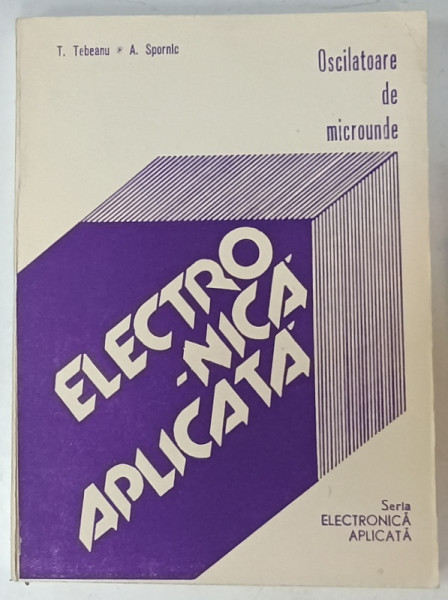 T. Tebeanu * A. Spornic
Oscilatoare
de
microunde
ELECTRO
-NICĂ
APLICATĂ
Seria
ELECTRONICĂ
APLICATĂ